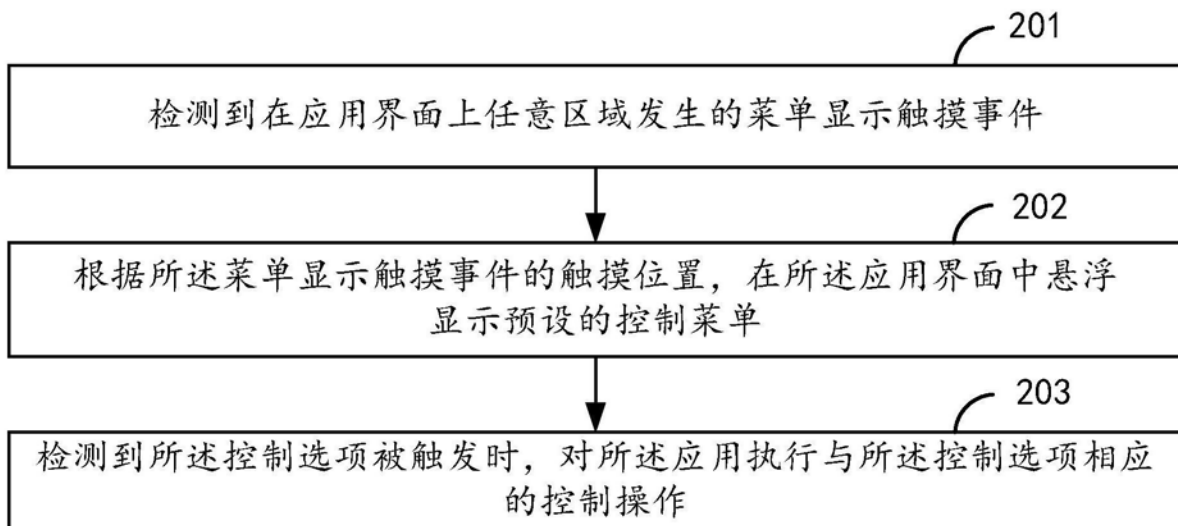 201
检测到在应用界面上任意区域发生的菜单显示触摸事件
202
根据所述菜单显示触摸事件的触摸位置，在所述应用界面中悬浮
显示预设的控制菜单
203
检测到所述控制选项被触发时，对所述应用执行与所述控制选项相应
的控制操作